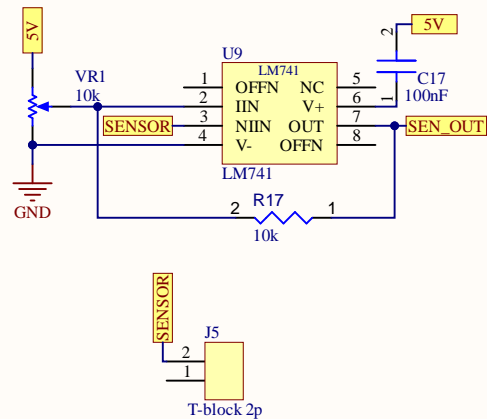 5V
VR1
10k
GND
U9
LM741
1 OFFN NC 5
2 IIN V+ 6
3 NIIN OUT 7
4 V- OFFN 8
LM741
SENSOR
2
5V
C17
100nF
1
SEN_OUT
R17
2 1
10k
SENSOR
J5
2
1
T-block 2p